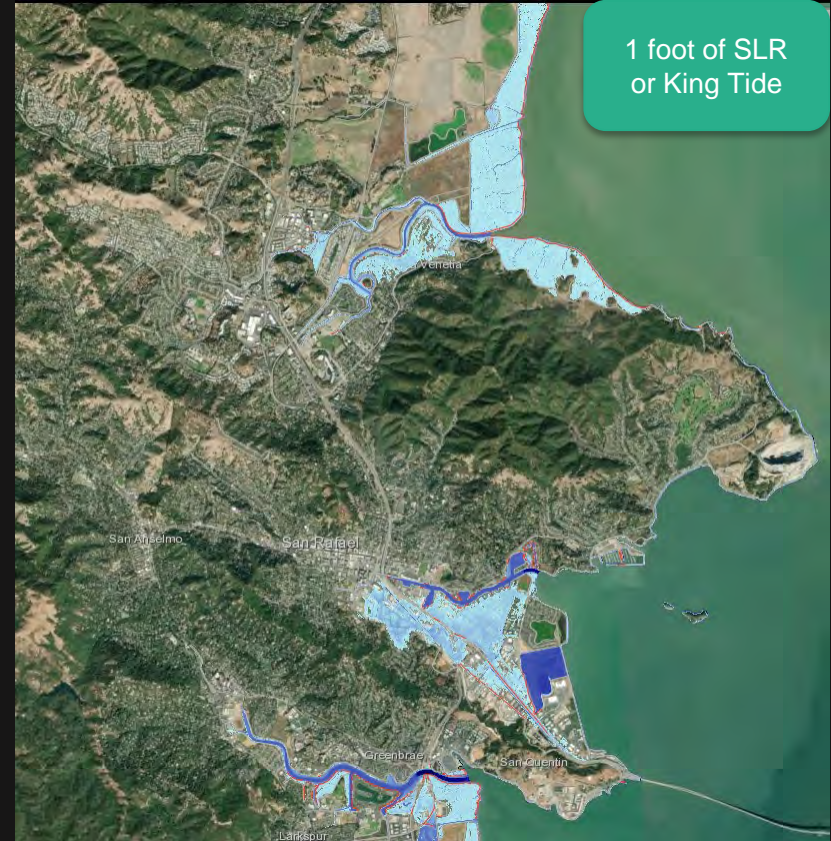 1 foot of SLR
or King Tide
Venetia
San Anselmo
San Rafael
Greenbrae
San Quentin
Larkspur